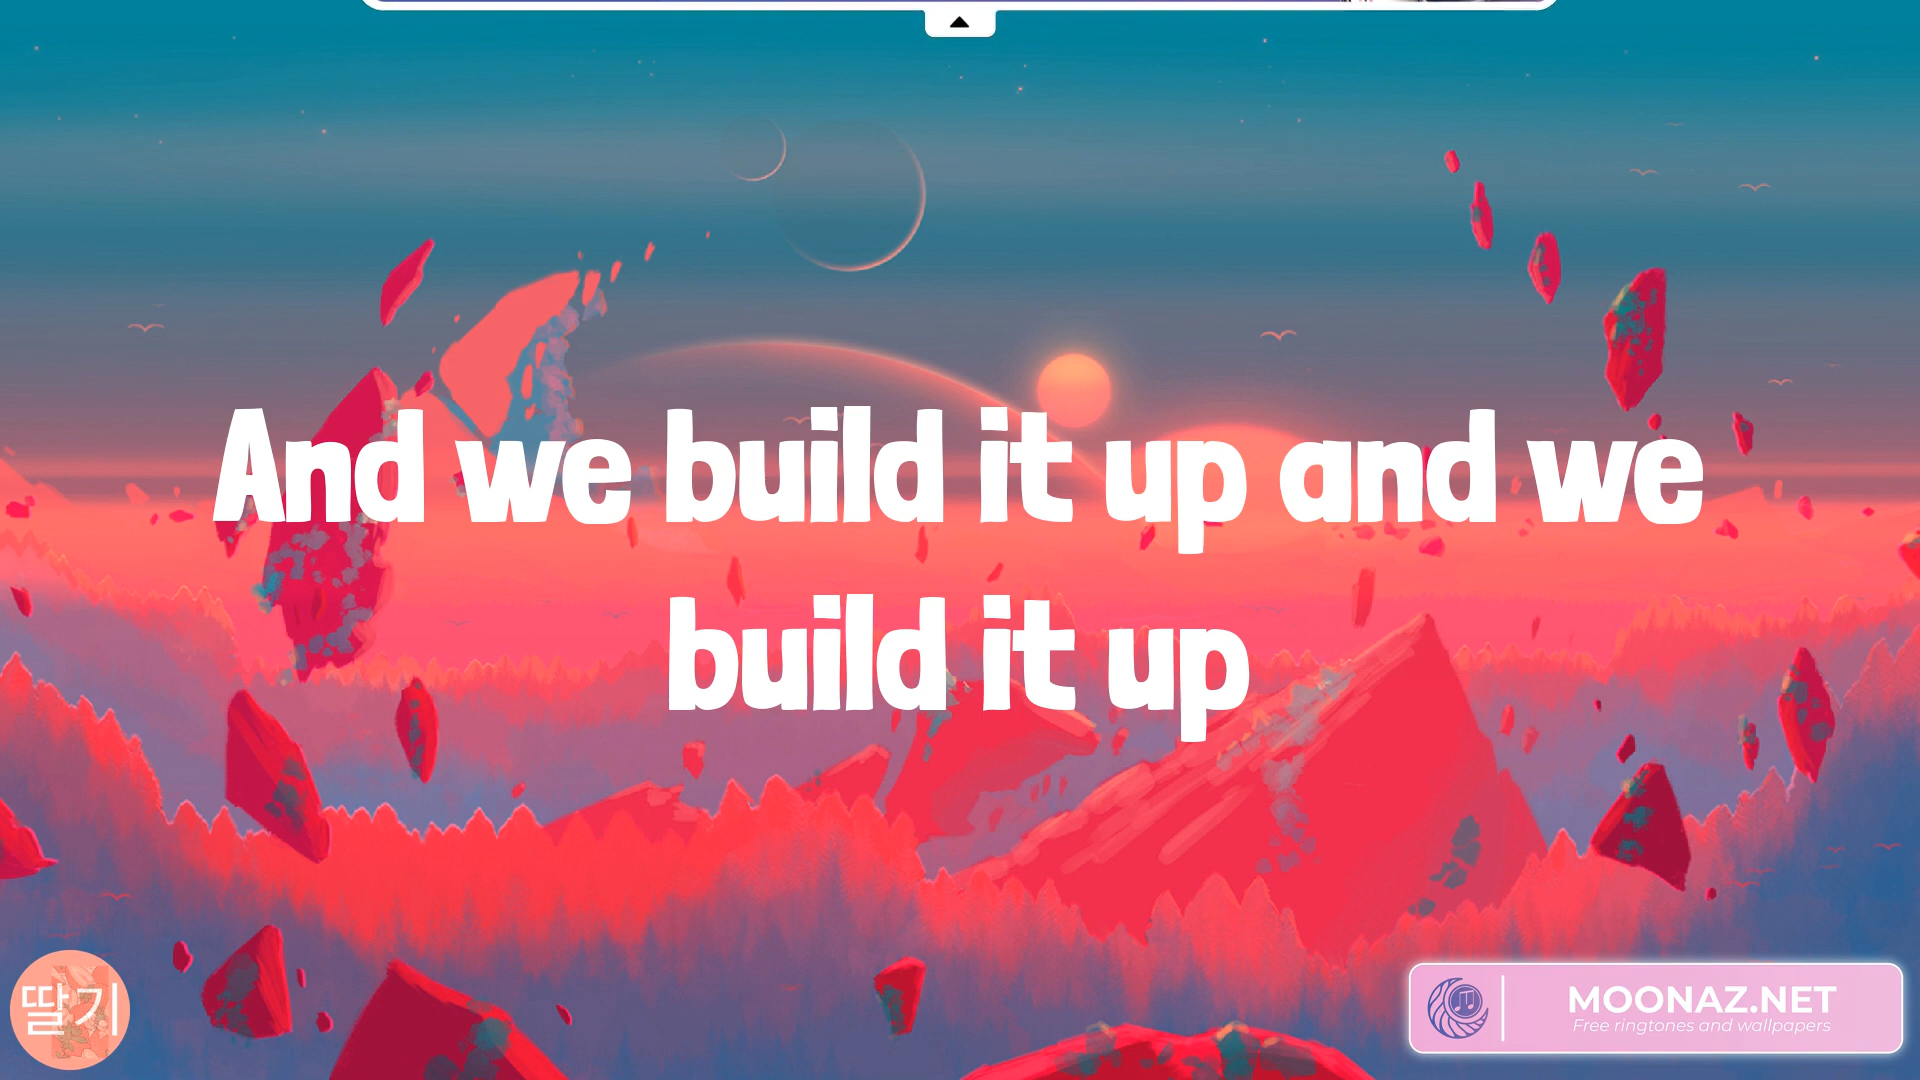 And we build it up and we
build it up
딸기
MOONAZ.NET
Free ringtones and wallpapers